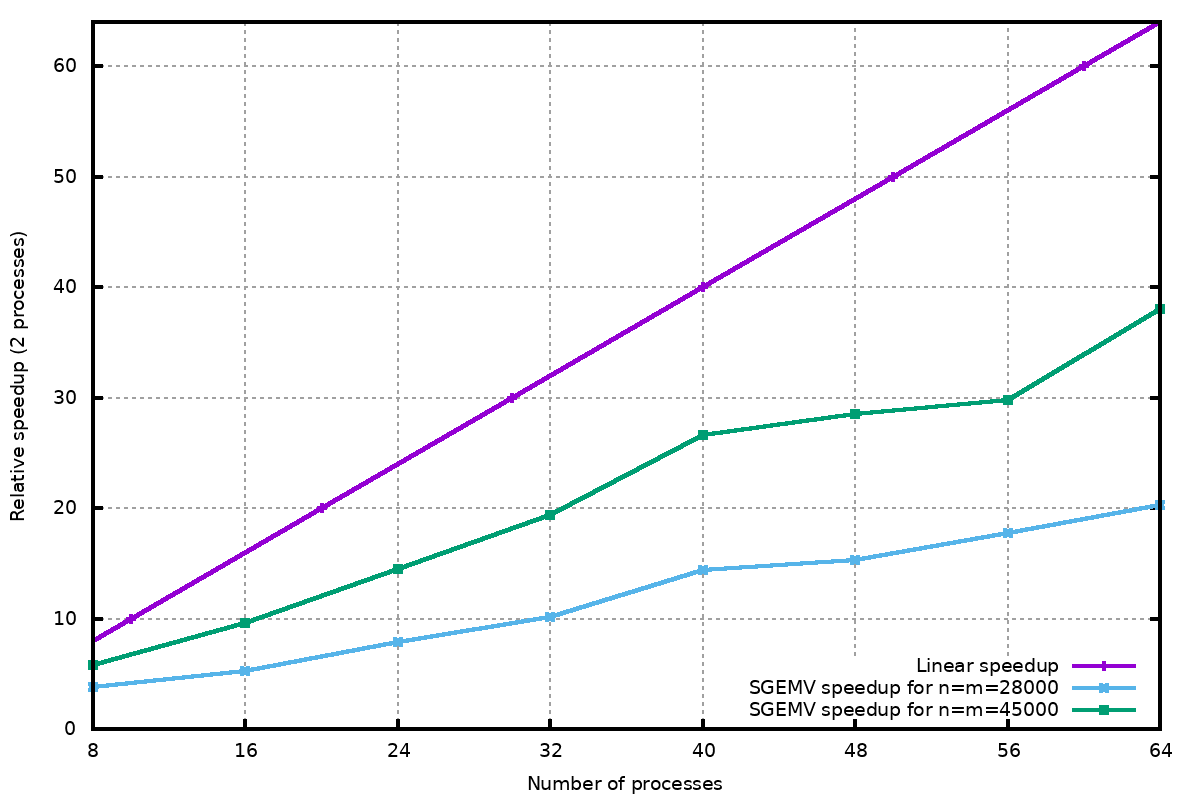 60
50
40
30
20
10
0
Relative speedup (2 processes)
Linear speedup
SGEMV speedup for n=m=28000
SGEMV speedup for n=m=45000
8 16 24 32 40 48 56 64
Number of processes